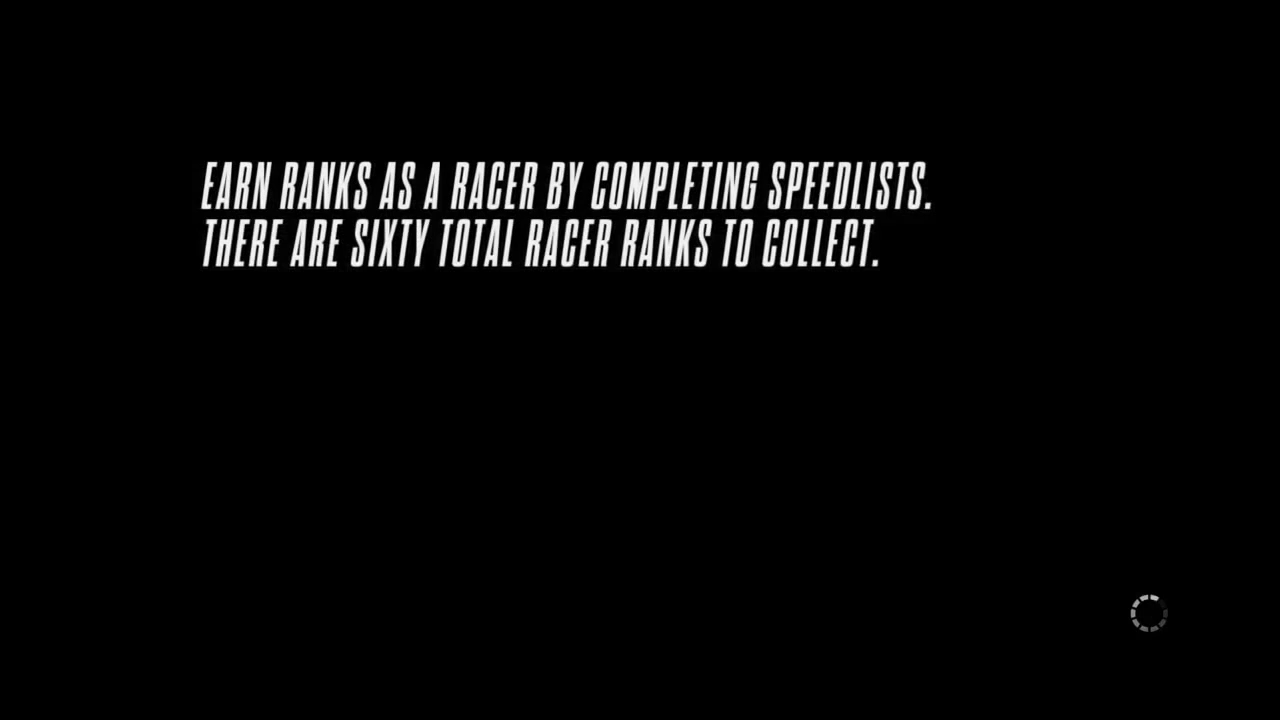 EARN RANKS AS A RACER BY COMPLETING SPEEDLISTS.
THERE ARE SIXTY TOTAL RACER RANKS TO COLLECT.